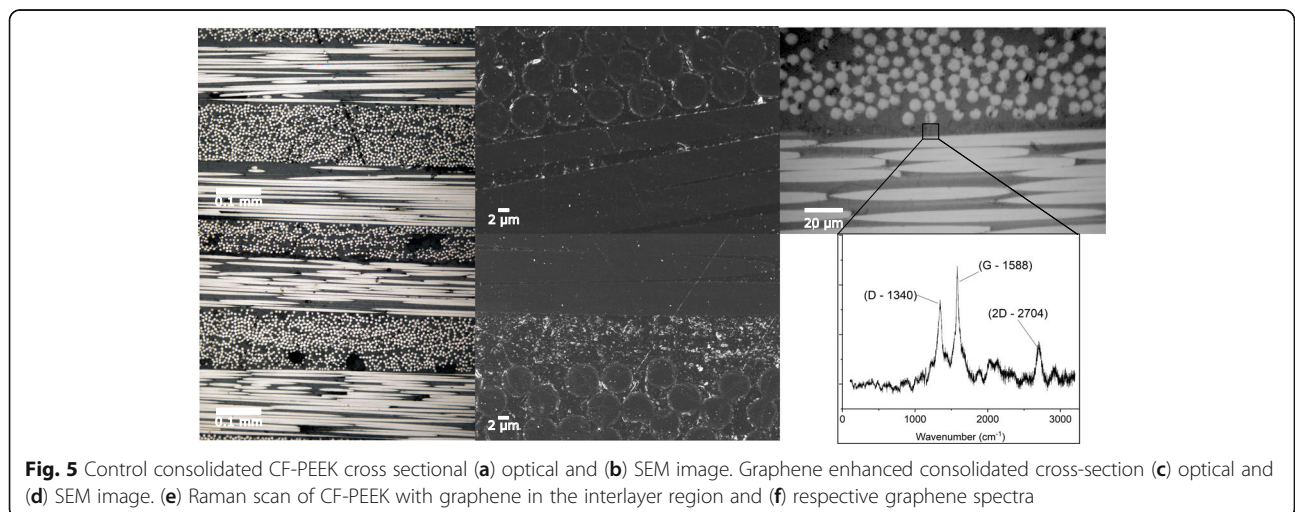 0.1 mm
0.1 mm
2 µm
2 µm
20 µm
(D - 1340)
(G - 1588)
(2D - 2704)
0
1000
2000
3000
Wavenumber (cm⁻¹)
Fig. 5 Control consolidated CF-PEEK cross sectional (a) optical and (b) SEM image. Graphene enhanced consolidated cross-section (c) optical and
(d) SEM image. (e) Raman scan of CF-PEEK with graphene in the interlayer region and (f) respective graphene spectra